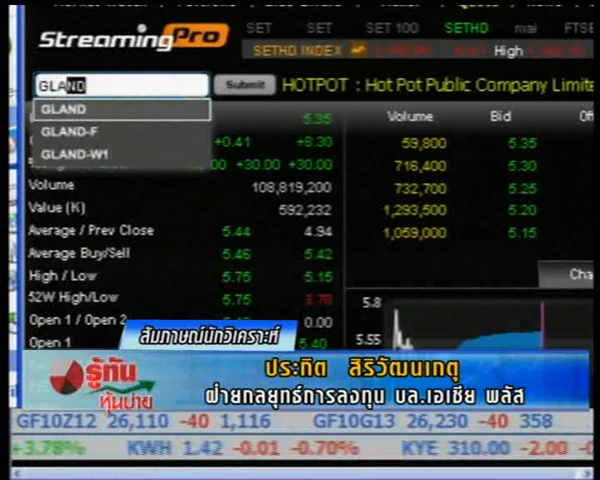 StreamingPro SET SET SET 100 SETHD mai FTSE
SETHD INDEX High
GLAND Submit HOTPOT : Hot Pot Public Company Limite
GLAND 5.35 Volume Bid Of
GLAND-F +0.41 +8.30 59,800 5.35
GLAND-W1 +30.00 +30.00 716,400 5.30
Volume 108,819,200 732,700 5.25
Value (K) 592,232 1,293,500 5.20
Average / Prev Close 5.44 4.94 1,059,000 5.15
Average Buy/Sell 5.46 5.42
High / Low 5.75 5.15 Cha
52W High/Low 5.75 3.70 5.8
Open 1 / Open 2 0.00 5.55
Open 1 5.40
สัมภาษณ์นักวิเคราะห์
รู้ทัน
หุ้นบ่าย
ประกิต สิริวัฒนเกตุ
ฝ่ายกลยุทธ์การลงทุน บล.เอเชีย พลัส
GF10Z12 26,110 -40 1,116 GF10G13 26,230 -40 358
+3.78% KWH 1.42 -0.01 -0.70% KYE 310.00 -2.00